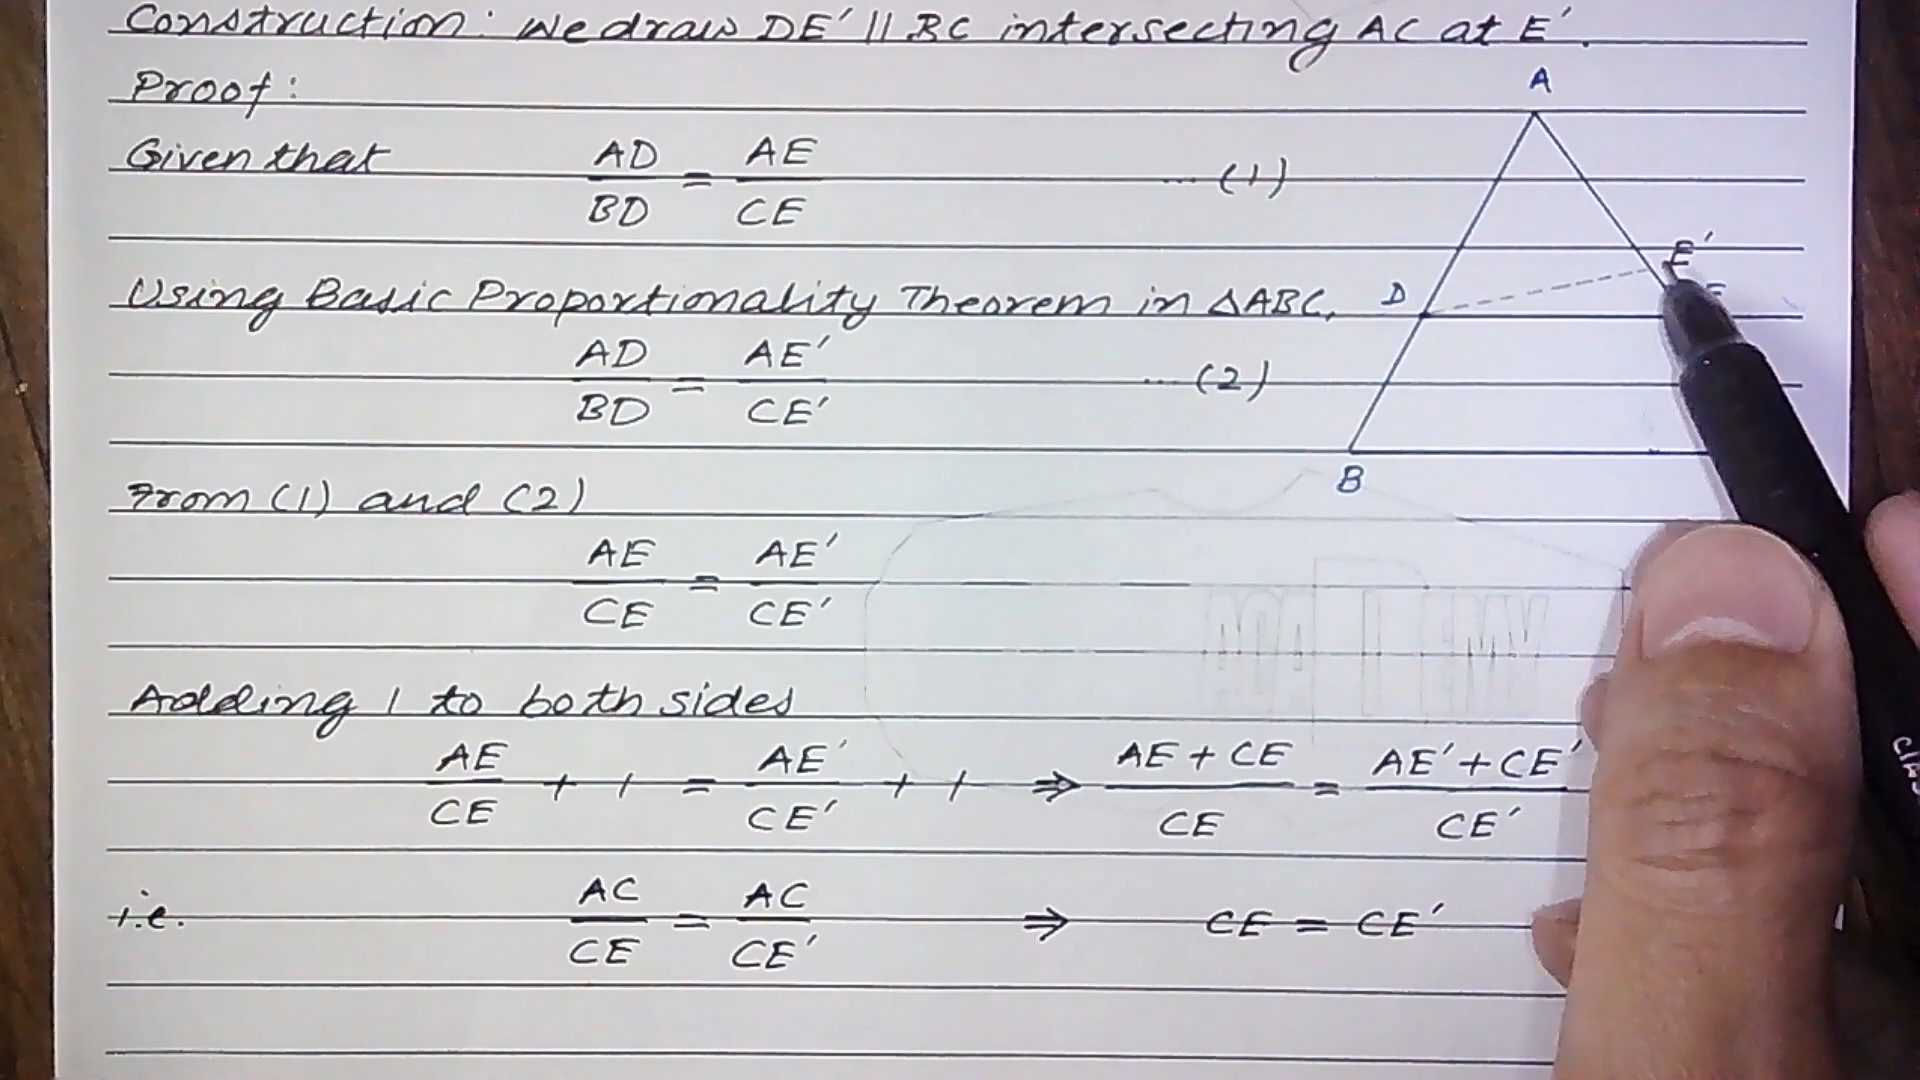 Construction: We draw DE' || BC intersecting AC at E'.
Proof:
Given that AD/BD = AE/CE ... (1)
Using Basic Proportionality Theorem in △ABC,
AD/BD = AE'/CE' ... (2)
From (1) and (2)
AE/CE = AE'/CE'
Adding 1 to both sides
AE/CE + 1 = AE'/CE' + 1 ⇒ AE + CE/CE = AE' + CE'/CE'
i.e. AC/CE = AC/CE' ⇒ CE = CE'
A
E'
D
B
ACADEMY